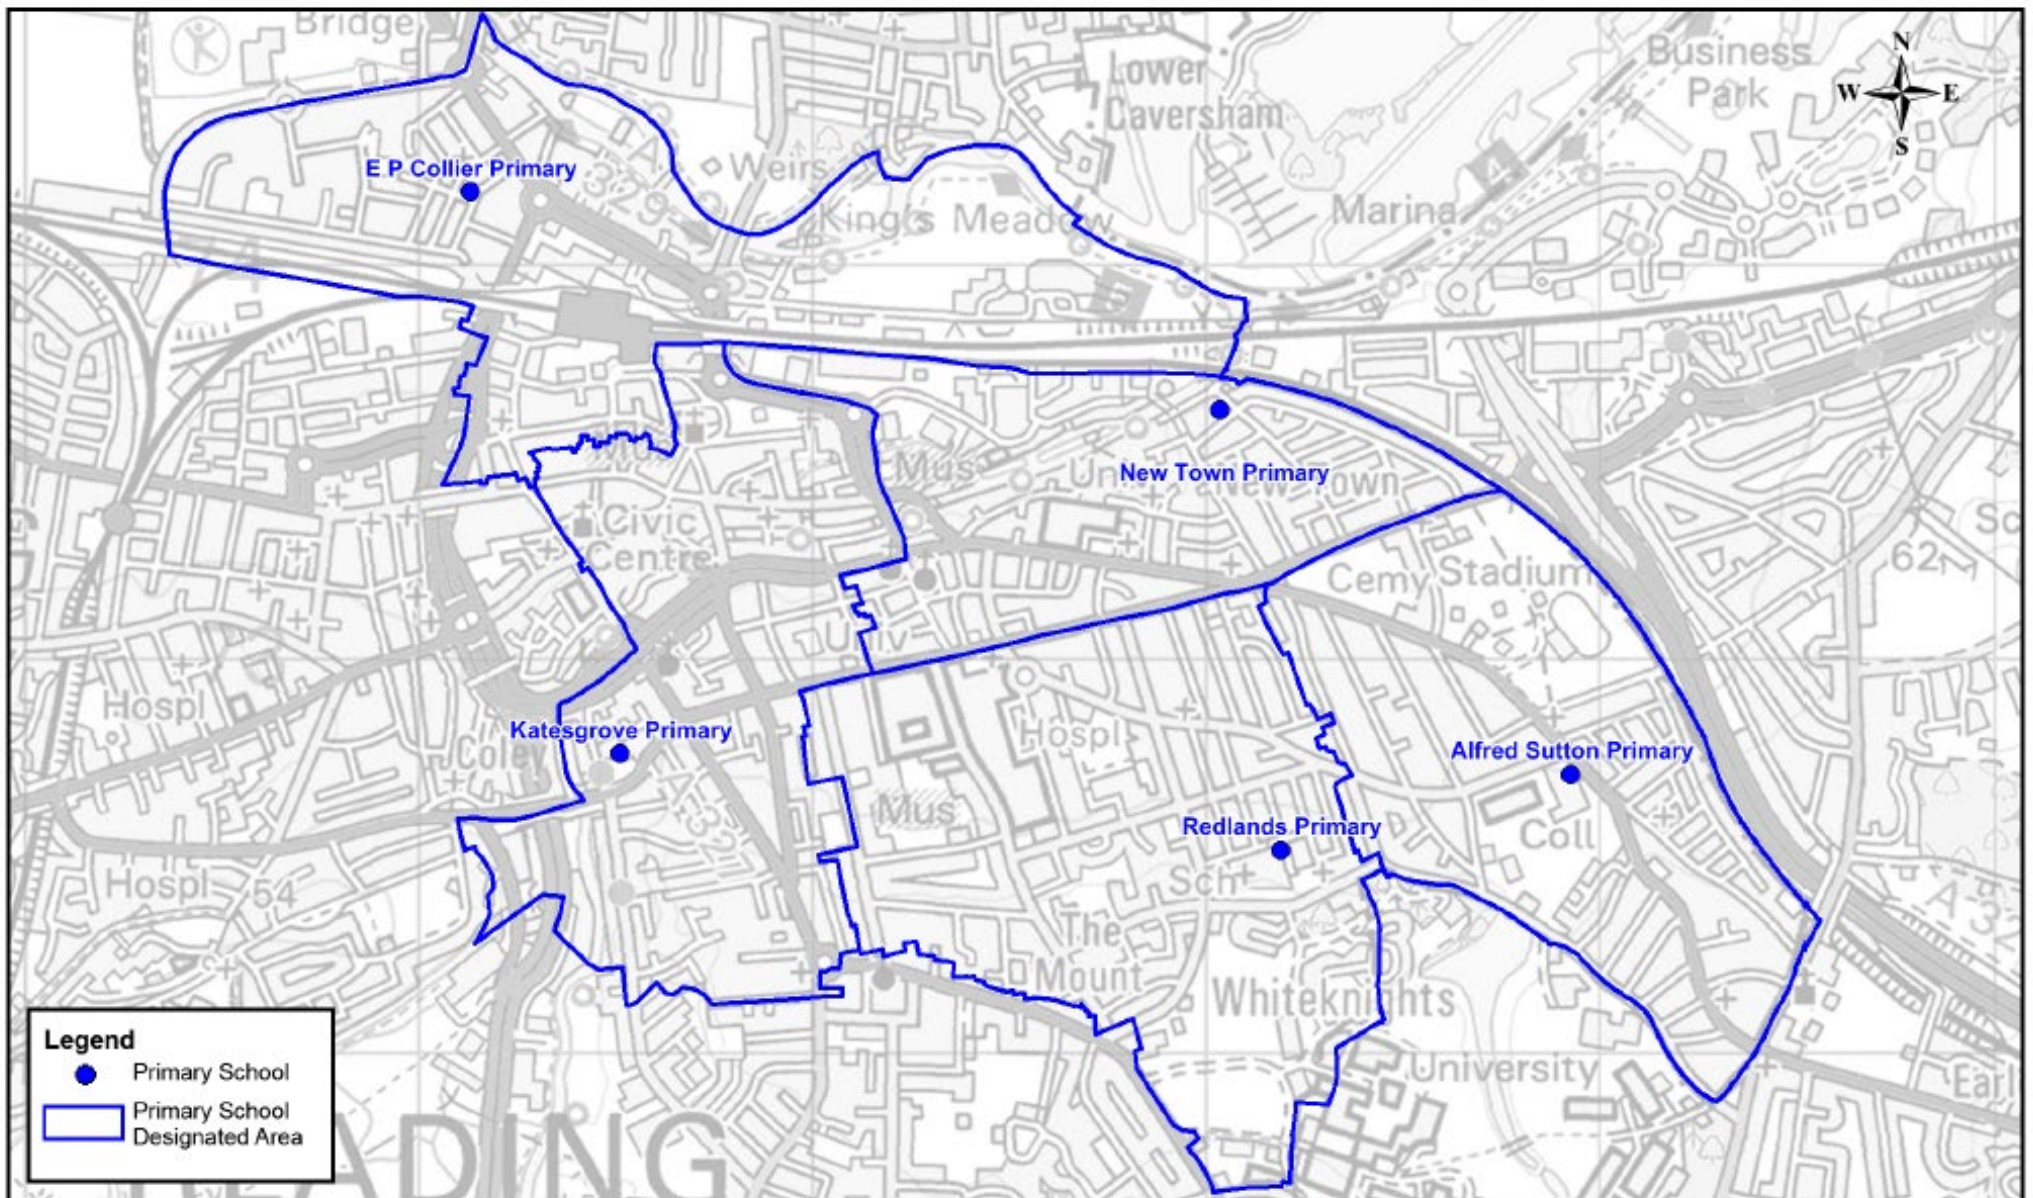 Bridge
N
W E
S
Business
Park
Lower
Caversham
E P Collier Primary
Weirs
329
King's Meadow
Marina
4
New Town Primary
Mus
Civic
Centre
Cemy
Stadium
62
Univ
Hospl
Katesgrove Primary
Coley
Hospl
Alfred Sutton Primary
Mus
Redlands Primary
Coll
Hospl
54
Sch
The
Mount
Whiteknights
University
Legend
Primary School
Primary School
Designated Area